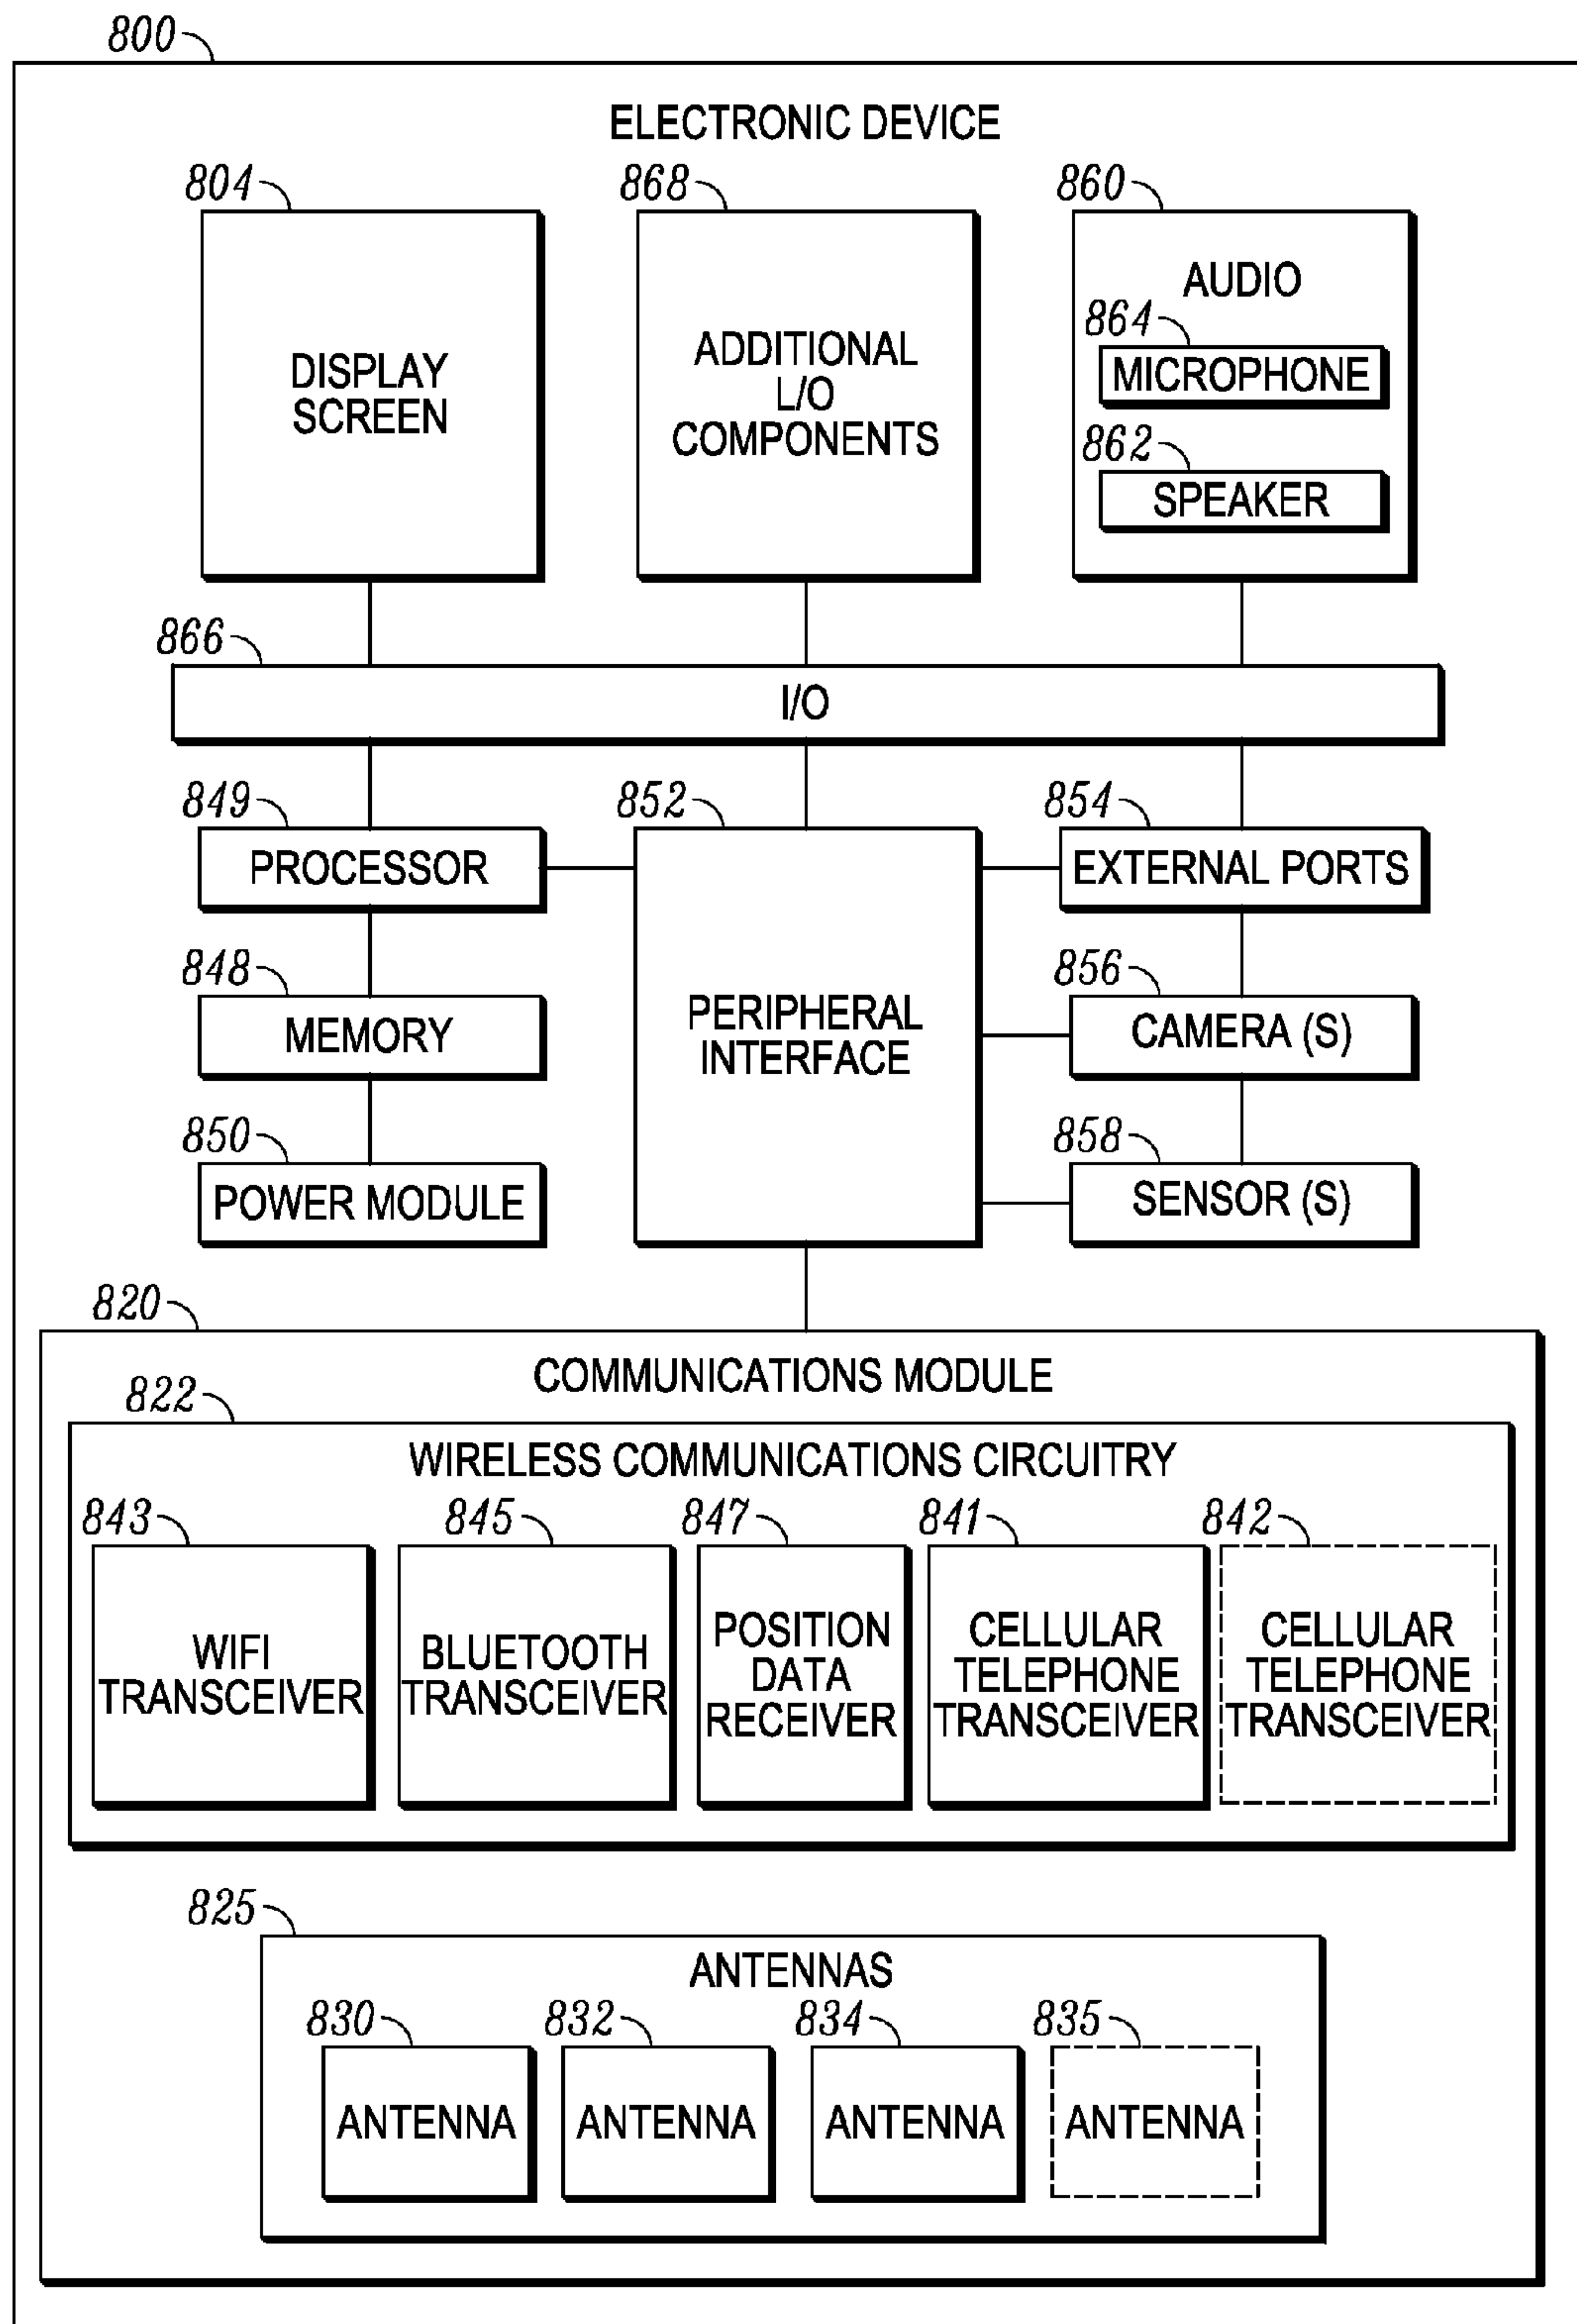 800
ELECTRONIC DEVICE
804
868
860
DISPLAY
SCREEN
ADDITIONAL
L/O
COMPONENTS
AUDIO
864
MICROPHONE
862
SPEAKER
866
I/O
849
852
854
PROCESSOR
EXTERNAL PORTS
848
856
MEMORY
PERIPHERAL
INTERFACE
CAMERA (S)
850
858
POWER MODULE
SENSOR (S)
820
COMMUNICATIONS MODULE
822
WIRELESS COMMUNICATIONS CIRCUITRY
843
845
847
841
842
WIFI
TRANSCEIVER
BLUETOOTH
TRANSCEIVER
POSITION
DATA
RECEIVER
CELLULAR
TELEPHONE
TRANSCEIVER
CELLULAR
TELEPHONE
TRANSCEIVER
825
ANTENNAS
830
832
834
835
ANTENNA
ANTENNA
ANTENNA
ANTENNA